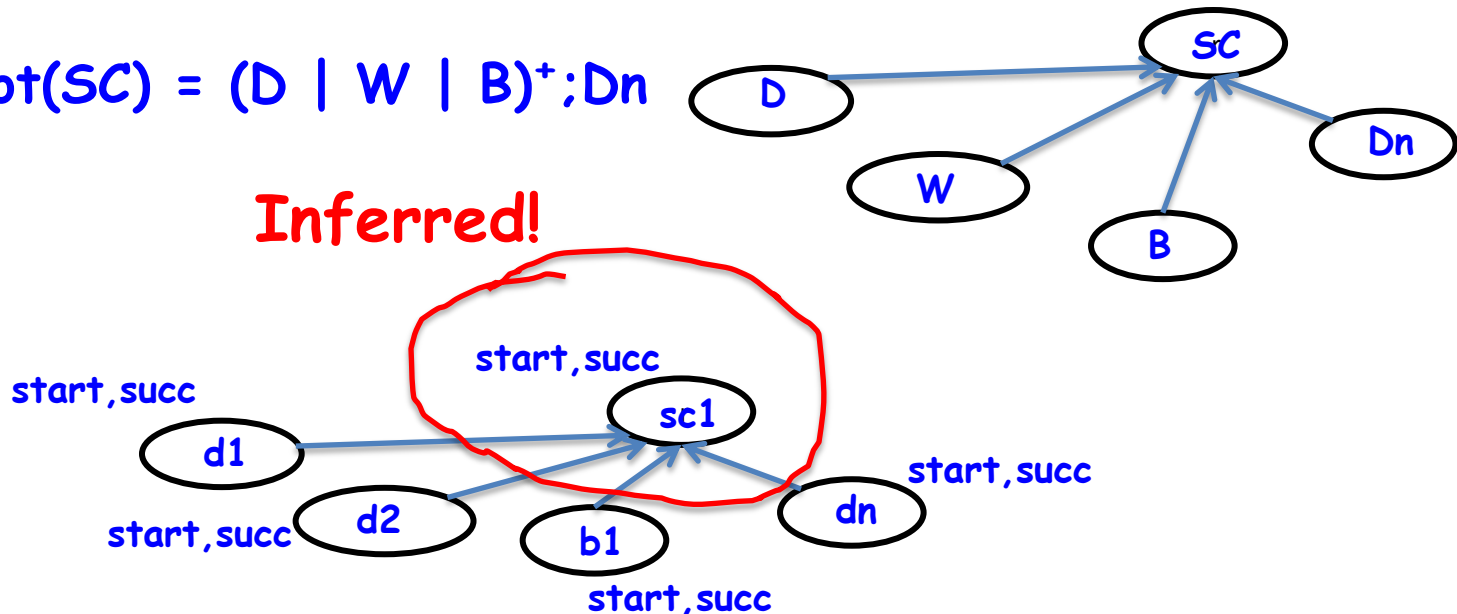 SC
ot(SC) = (D | W | B)⁺;Dn
D
Dn
W
Inferred!
B
start,succ
start,succ
sc1
d1
start,succ
dn
d2
start,succ
b1
start,succ